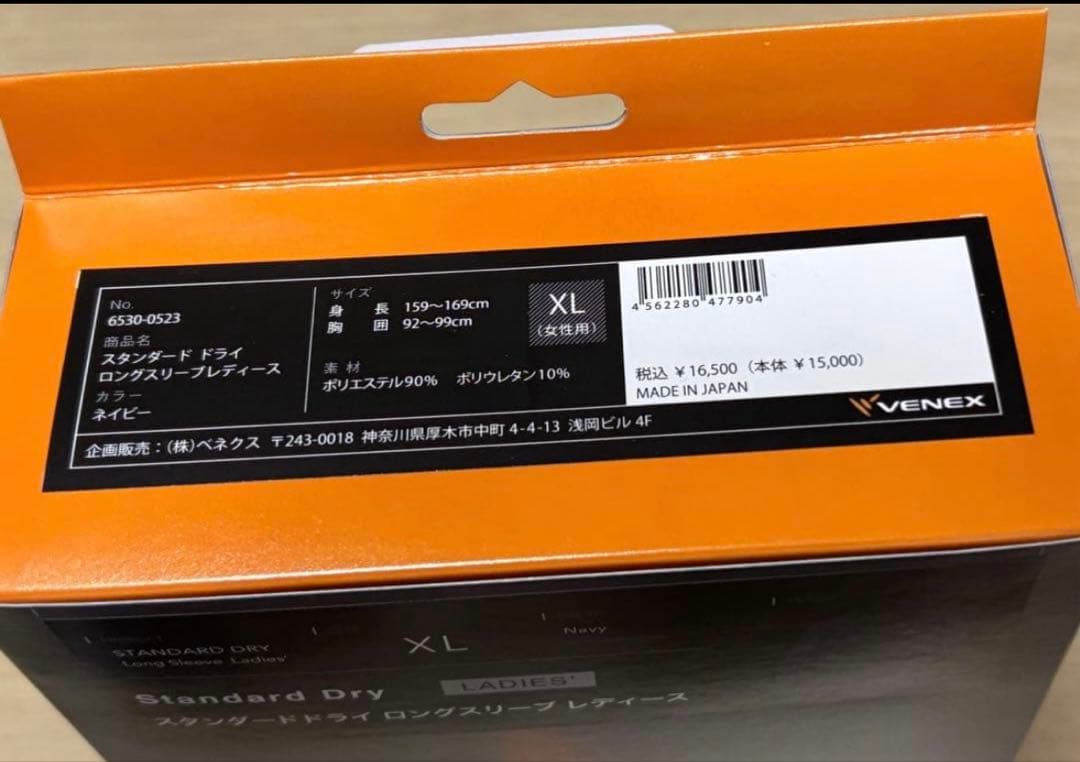 No.
6530-0523
商品名
スタンダード ドライ
ロングスリーブレディース
カラー
ネイビー
サイズ
身 長 159～169cm
胸 囲 92～99cm
XL
(女性用)
素 材
ポリエステル90% ポリウレタン10%
4 562280 477904
税込 ￥16,500（本体 ￥15,000）
MADE IN JAPAN
VENEX
企画販売：(株)ベネクス 〒243-0018 神奈川県厚木市中町 4-4-13 浅岡ビル 4F
STANDARD DRY
Long Sleeve Ladies'
XL
Navy
Standard Dry
LADIES'
スタンダードドライ ロングスリーブ レディース